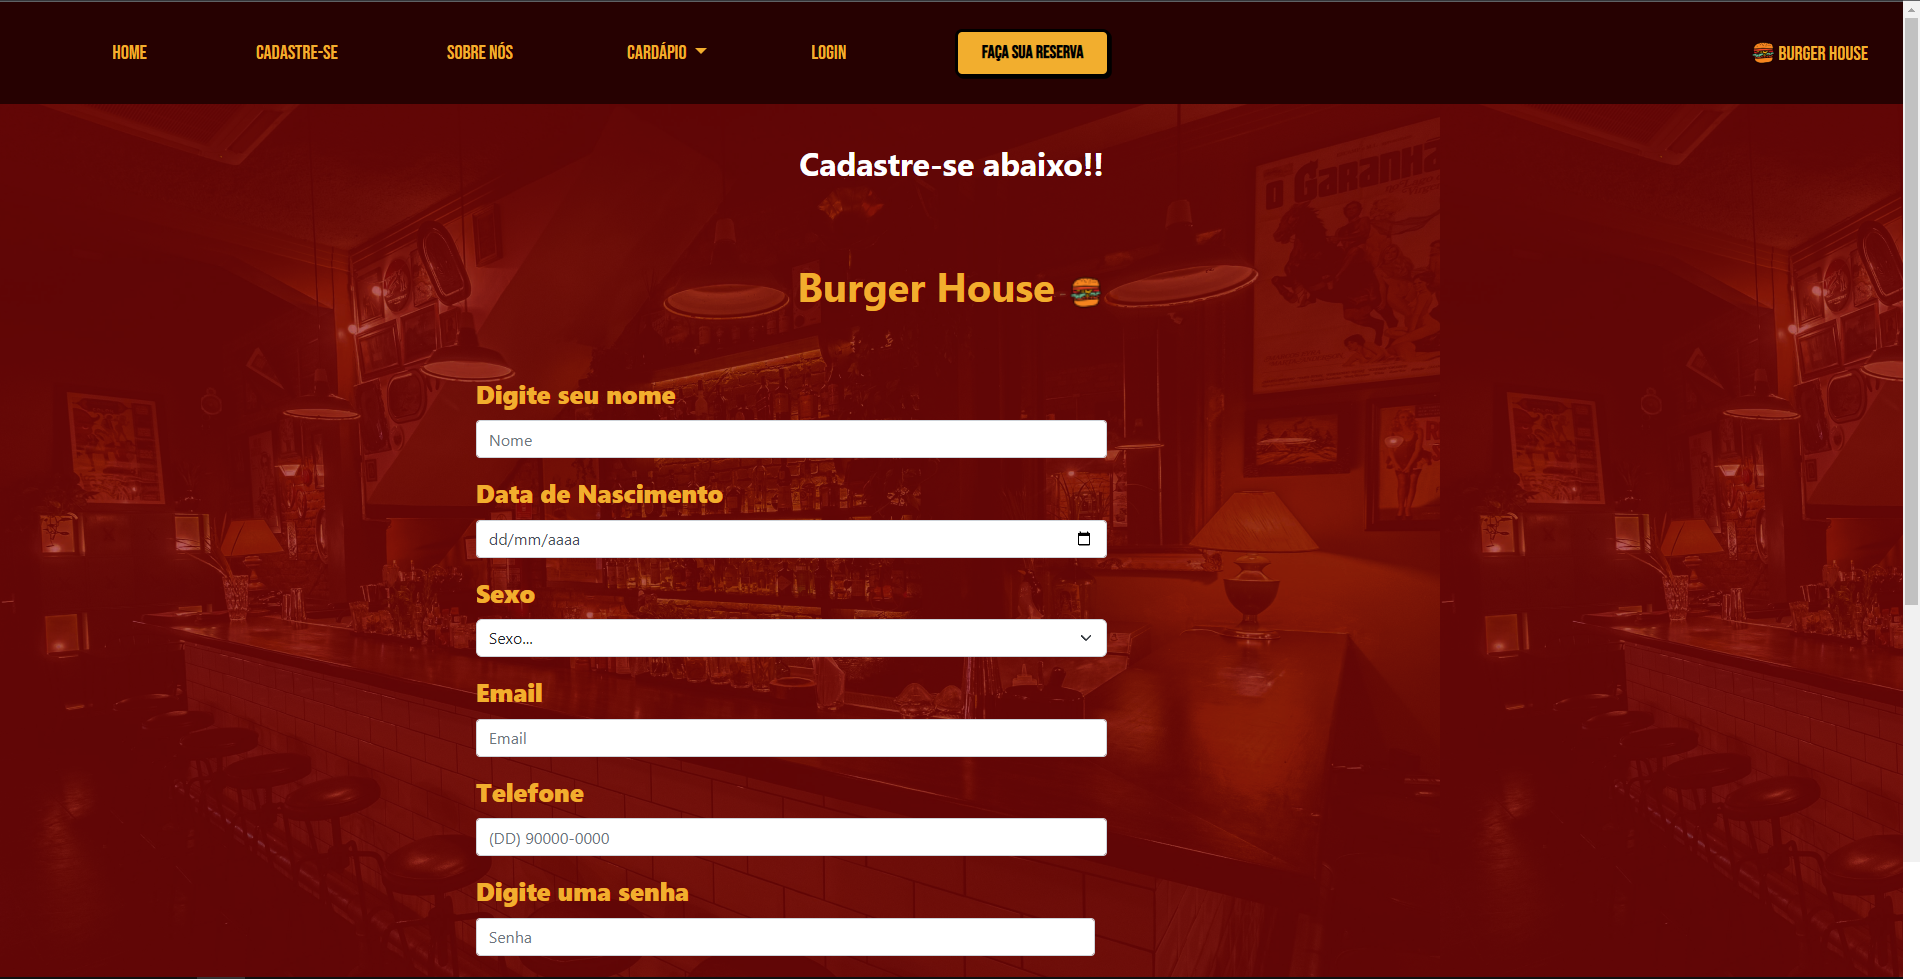 HOME CADASTRE-SE SOBRE NÓS CARDÁPIO LOGIN FAÇA SUA RESERVA BURGER HOUSE
Cadastre-se abaixo!!
O GARANHA
Burger House
Digite seu nome
Nome
Data de Nascimento
dd/mm/aaaa
Sexo
Sexo...
Email
Email
Telefone
(DD) 90000-0000
Digite uma senha
Senha